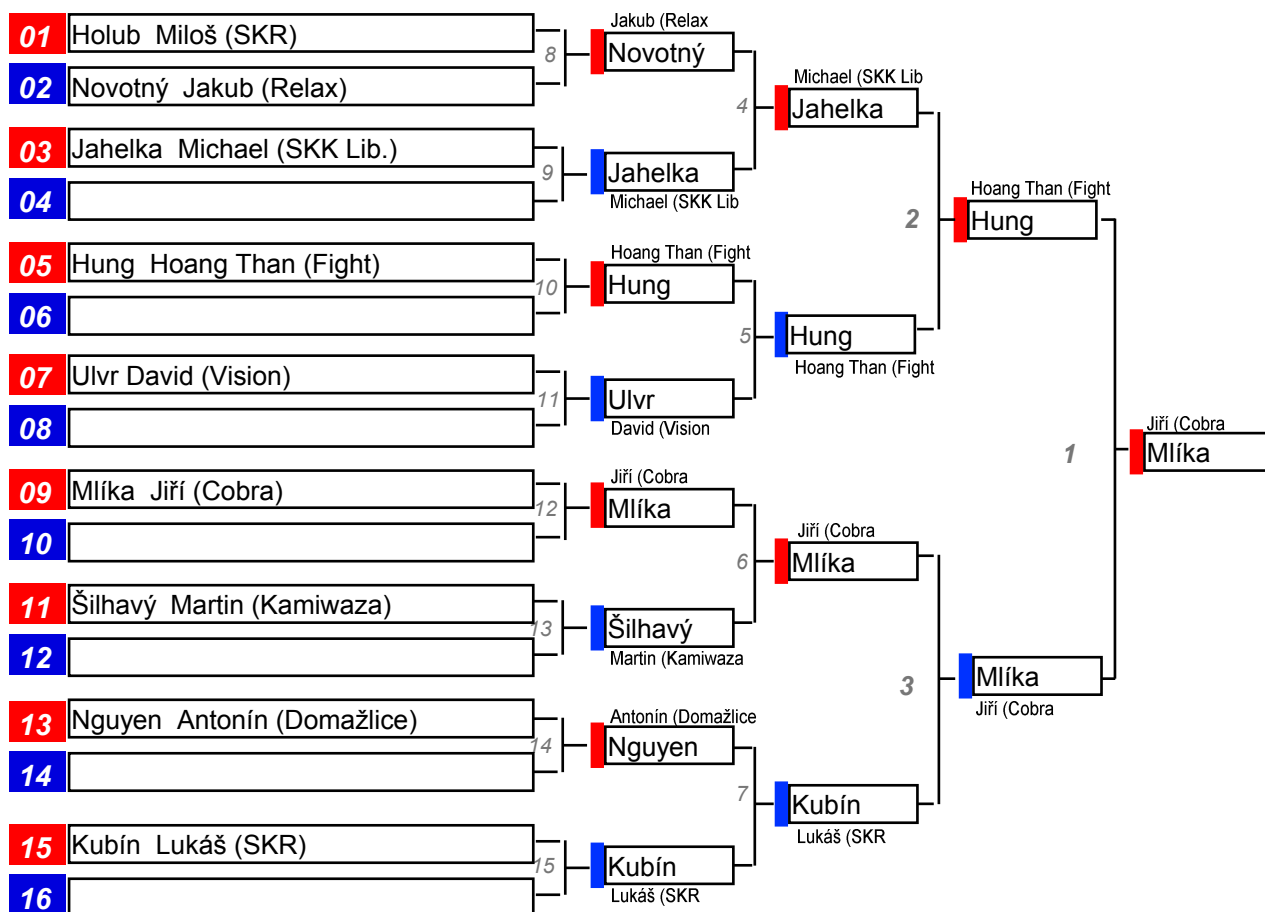 01 Holub Miloš (SKR)
02 Novotný Jakub (Relax)
03 Jahelka Michael (SKK Lib.)
04
05 Hung Hoang Than (Fight)
06
07 Ulvr David (Vision)
08
09 Mlíka Jiří (Cobra)
10
11 Šilhavý Martin (Kamiwaza)
12
13 Nguyen Antonín (Domažlice)
14
15 Kubín Lukáš (SKR)
16
8
9
10
11
12
13
14
15
Jakub (Relax
Novotný
Jahelka
Michael (SKK Lib
Hoang Than (Fight
Hung
Ulvr
David (Vision
Jiří (Cobra
Mlíka
Šilhavý
Martin (Kamiwaza
Antonín (Domažlice
Nguyen
Kubín
Lukáš (SKR
4
5
6
7
Michael (SKK Lib
Jahelka
Hung
Hoang Than (Fight
Jiří (Cobra
Mlíka
Kubín
Lukáš (SKR
2
3
Hoang Than (Fight
Hung
Mlíka
Jiří (Cobra
1
Jiří (Cobra
Mlíka